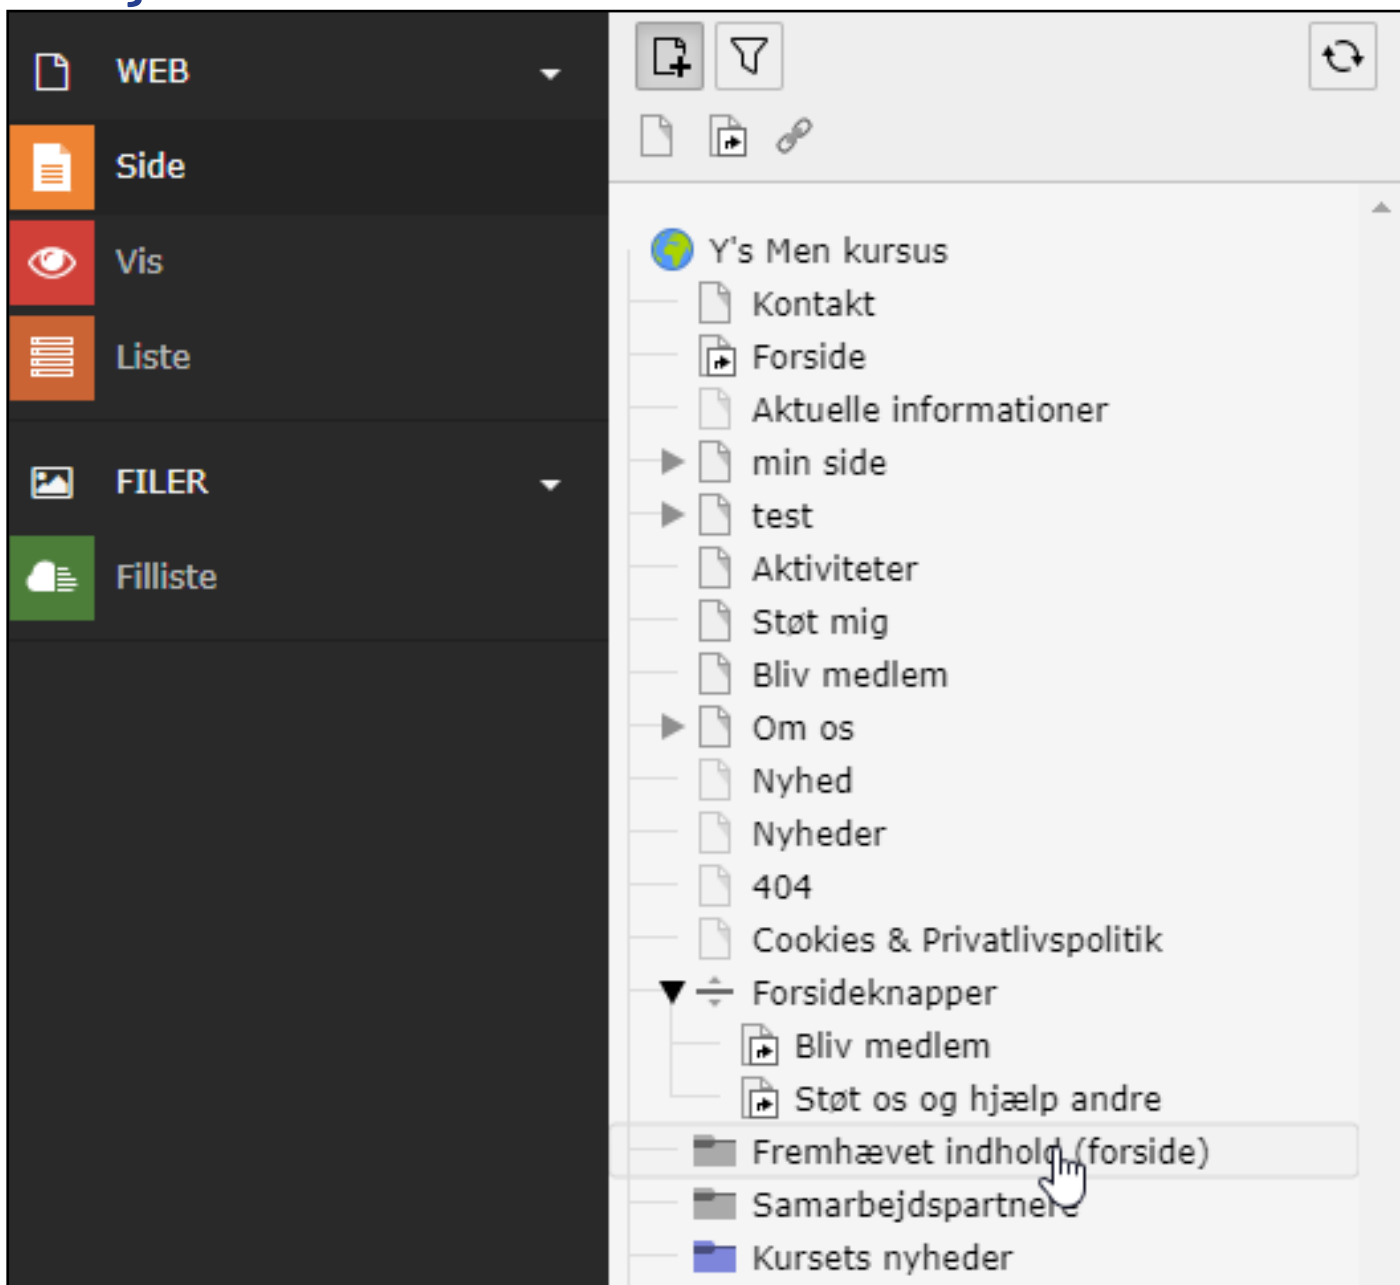 WEB
Side
Vis
Liste
FILER
Filliste
Y's Men kursus
Kontakt
Forside
Aktuelle informationer
min side
test
Aktiviteter
Støt mig
Bliv medlem
Om os
Nyhed
Nyheder
404
Cookies & Privatlivspolitik
Forsideknapper
Bliv medlem
Støt os og hjælp andre
Fremhævet indhold (forside)
Samarbejdspartnere
Kursets nyheder